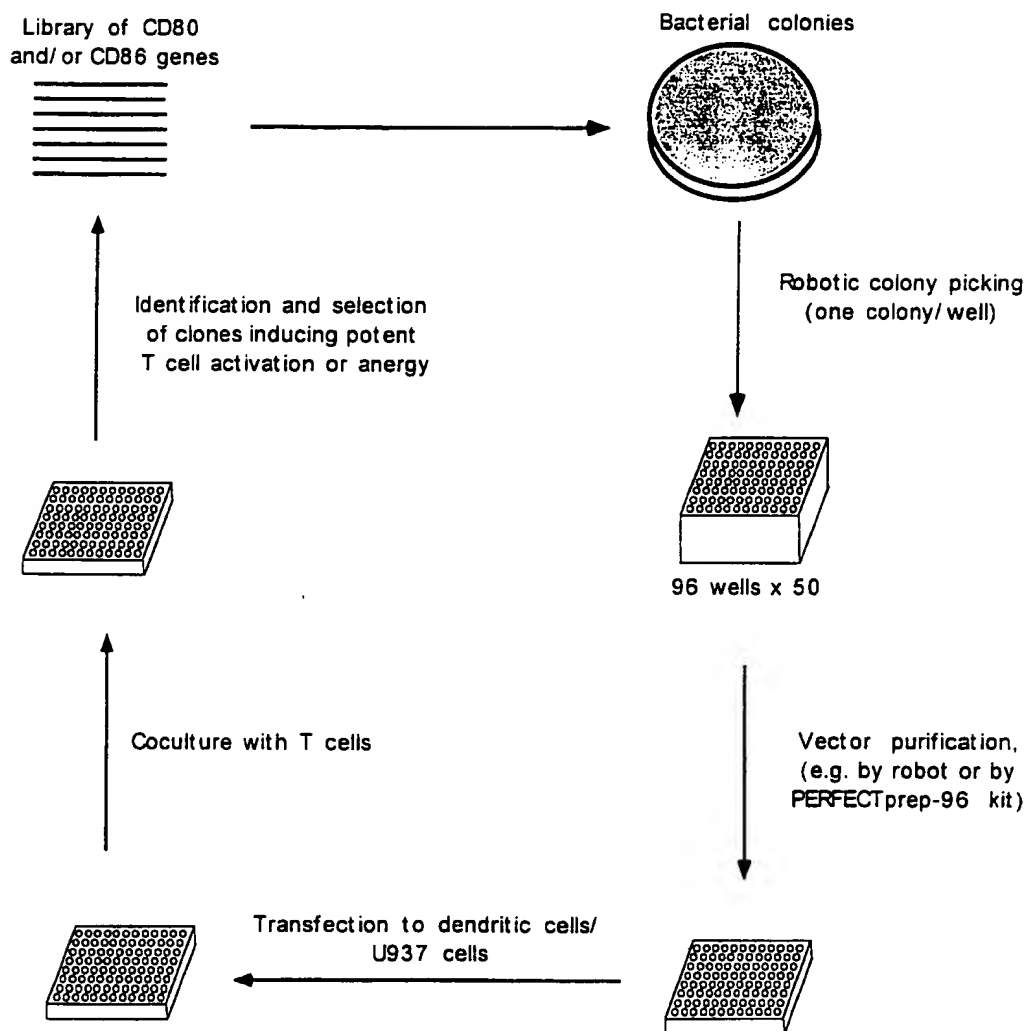 Library of CD80
and/or CD86 genes
Bacterial colonies
Robotic colony picking
(one colony/well)
96 wells x 50
Vector purification,
(e.g. by robot or by
PERFECTprep-96 kit)
Transfection to dendritic cells/
U937 cells
Coculture with T cells
Identification and selection
of clones inducing potent
T cell activation or anergy